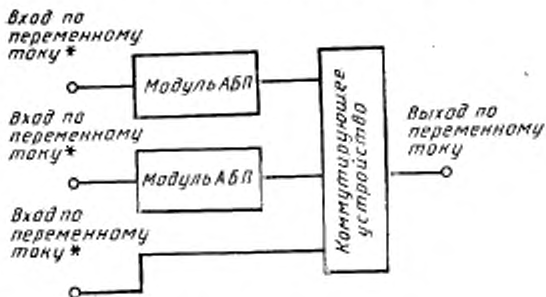 Вход по
переменному
току*
Модуль АБП
Вход по
переменному
току*
Модуль АБП
Вход по
переменному
току*
Коммутирующее
устройство
Выход по
переменному
току